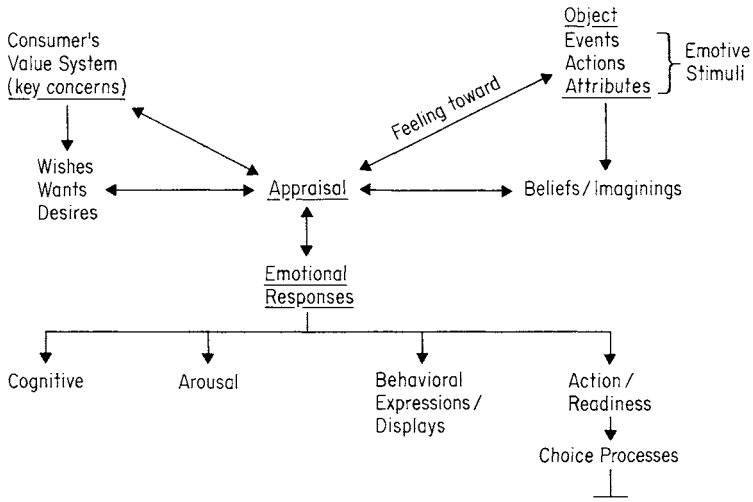 Consumer's
Value System
(key concerns)
Object
Events
Actions
Attributes
Emotive
Stimuli
Feeling toward
Wishes
Wants
Desires
Appraisal
Beliefs/Imaginings
Emotional
Responses
Cognitive
Arousal
Behavioral
Expressions/
Displays
Action/
Readiness
Choice Processes